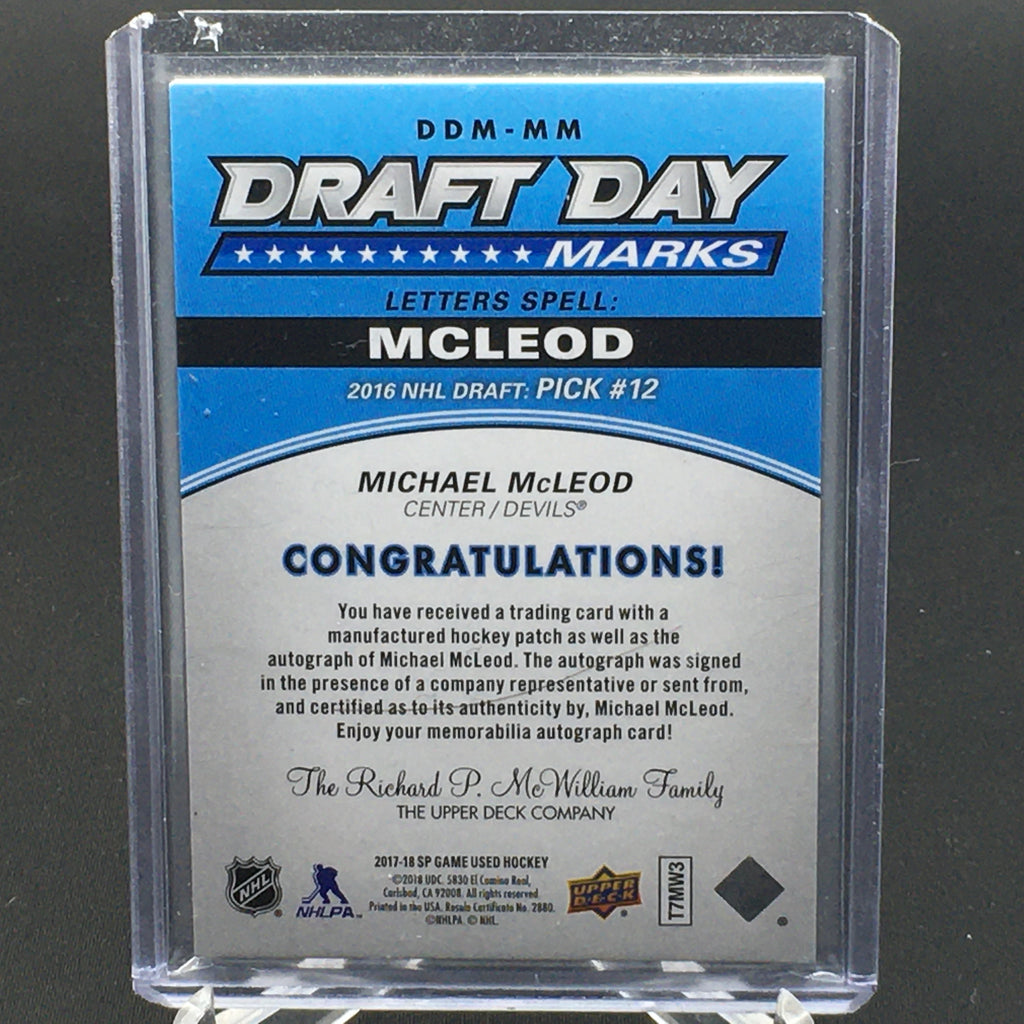 DDM-MM
DRAFT DAY
MARKS
LETTERS SPELL:
MCLEOD
2016 NHL DRAFT: PICK #12
MICHAEL McLEOD
CENTER / DEVILS®
CONGRATULATIONS!
You have received a trading card with a
manufactured hockey patch as well as the
autograph of Michael McLeod. The autograph was signed
in the presence of a company representative or sent from,
and certified as to its authenticity by, Michael McLeod.
Enjoy your memorabilia autograph card!
The Richard P. McWilliam Family
THE UPPER DECK COMPANY
2017-18 SP GAME USED HOCKEY
©2018 UDC. 5830 El Camino Real,
Carlsbad, CA 92008. All rights reserved.
Printed in the USA. Resale Certificate No. 2880.
©NHLPA © NHL.
NHL
NHLPA
UPPER
DECK
T7MW3